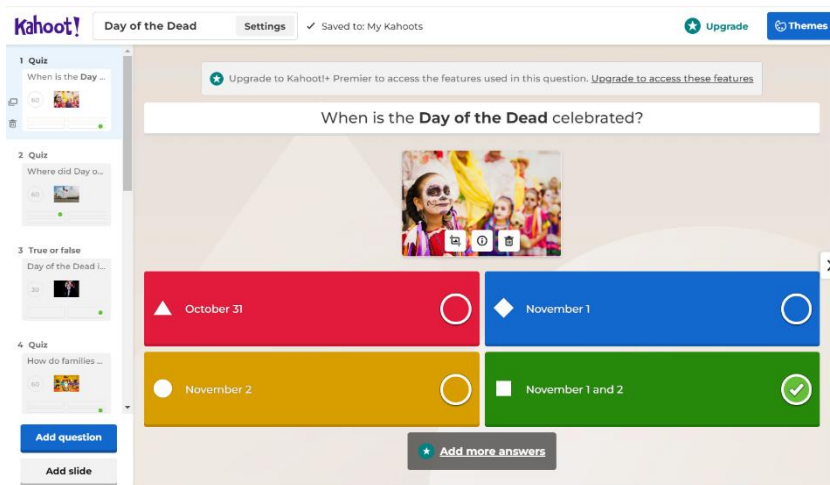 Kahoot!
Day of the Dead
Settings
✓ Saved to: My Kahoots
Upgrade
Themes
1 Quiz
When is the Day ...
60
2 Quiz
Where did Day o...
60
3 True or false
Day of the Dead i...
20
4 Quiz
How do families ...
60
Add question
Add slide
Upgrade to Kahoot!+ Premier to access the features used in this question. Upgrade to access these features
When is the Day of the Dead celebrated?
October 31
November 1
November 2
November 1 and 2
Add more answers